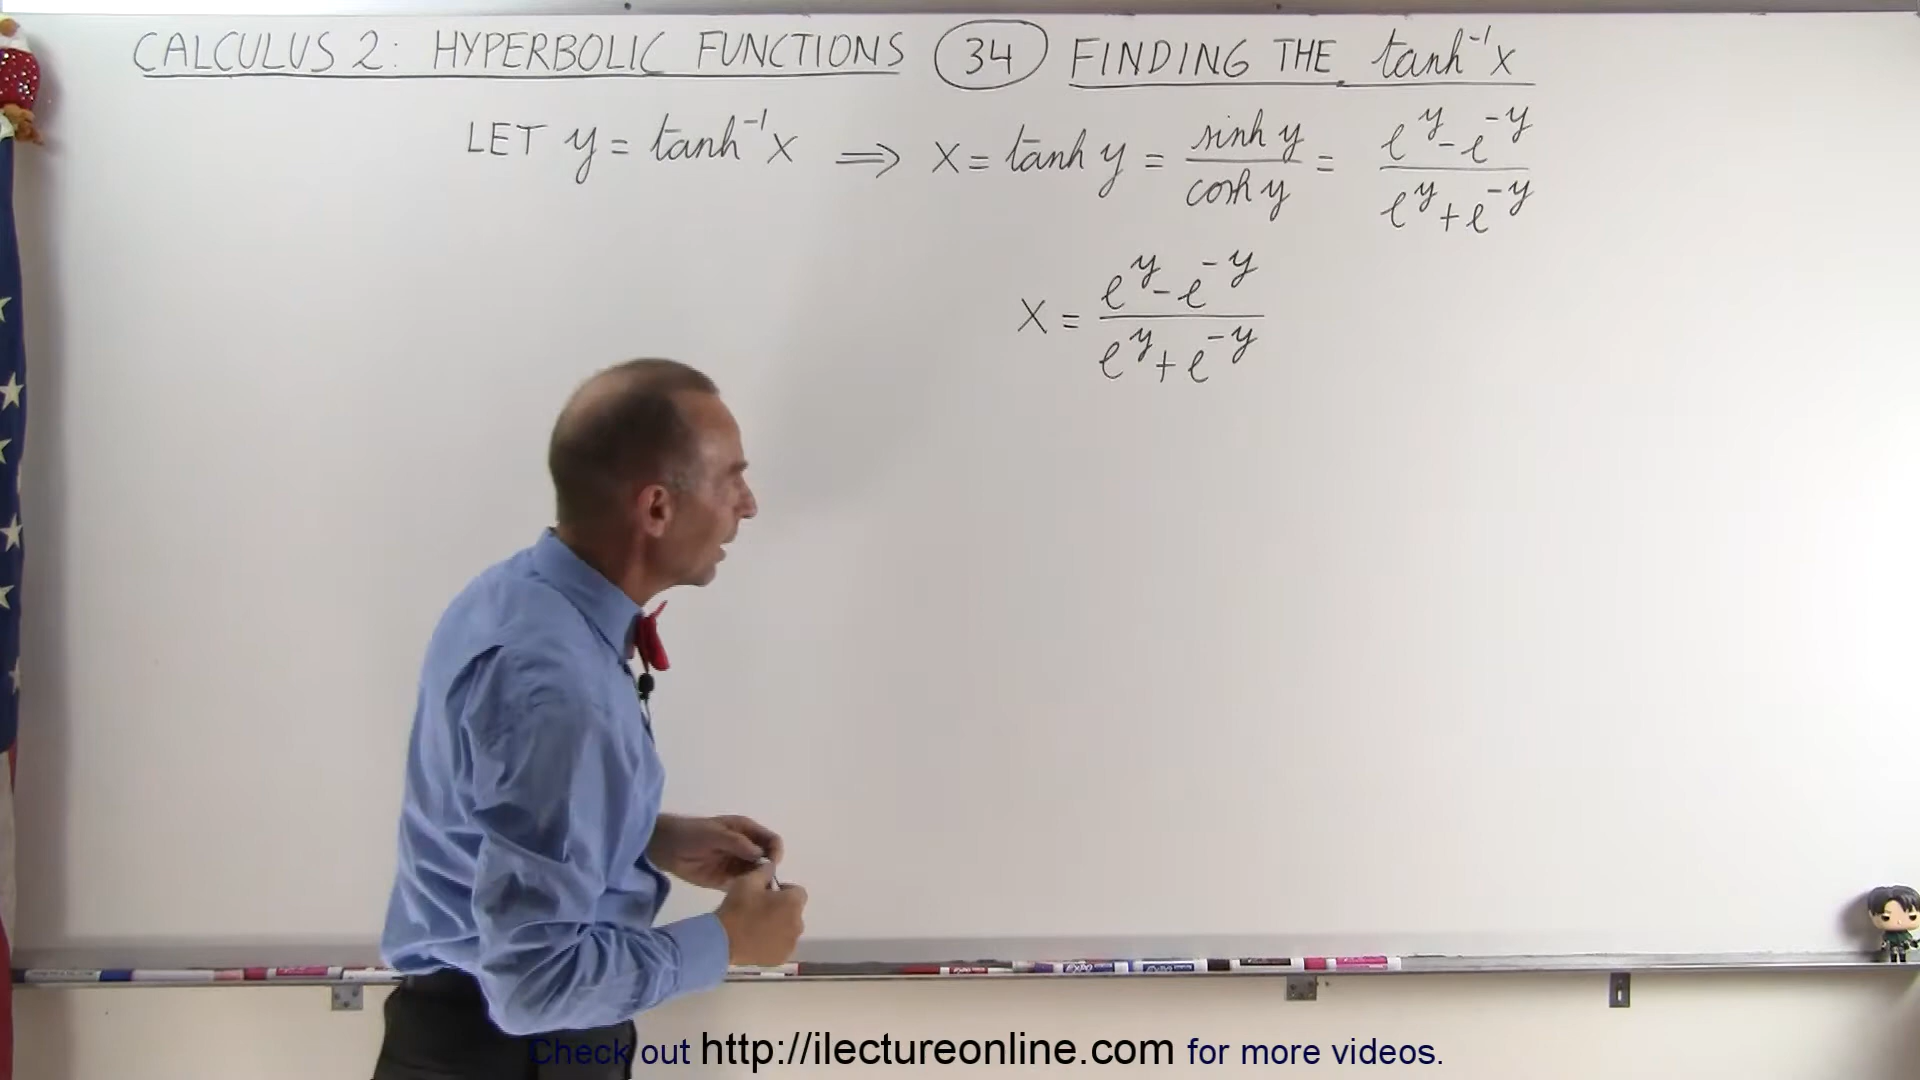 CALCULUS 2: HYPERBOLIC FUNCTIONS 34 FINDING THE tanh⁻¹x
LET y = tanh⁻¹x ⟹ x = tanh y = sinh y / cosh y = (e^y - e^-y) / (e^y + e^-y)
x = (e^y - e^-y) / (e^y + e^-y)
Check out http://ilectureonline.com for more videos.